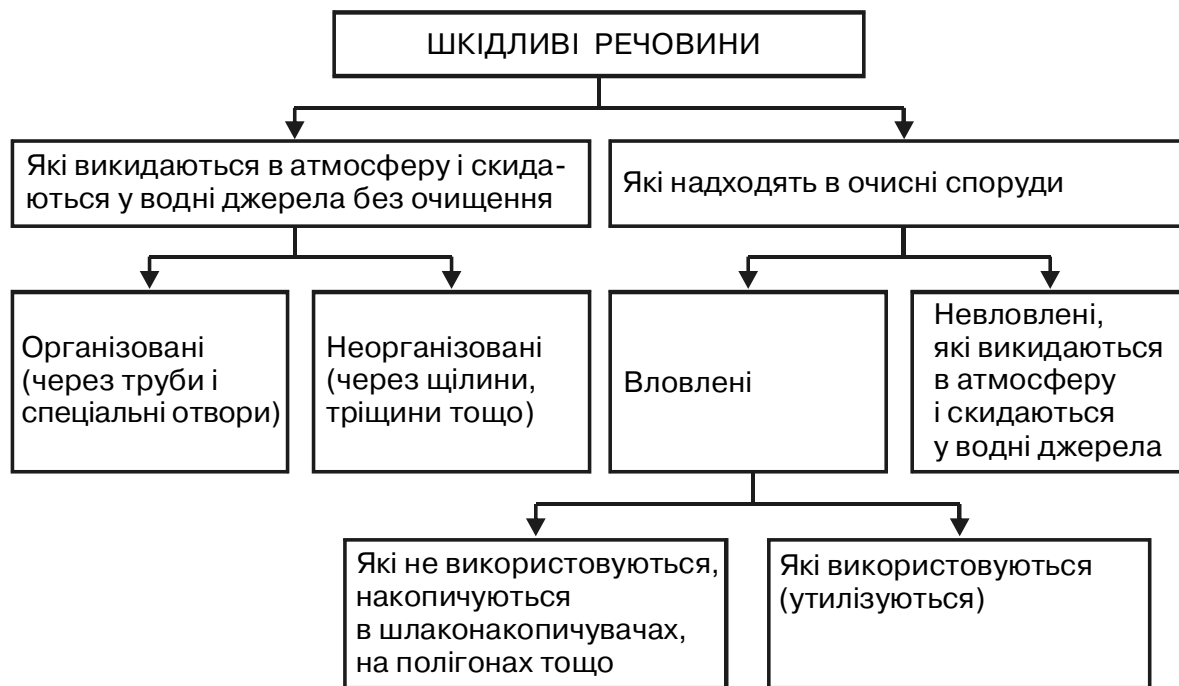 ШКІДЛИВІ РЕЧОВИНИ
Які викидаються в атмосферу і скида-
ються у водні джерела без очищення
Які надходять в очисні споруди
Організовані
(через труби і
спеціальні отвори)
Неорганізовані
(через щілини,
тріщини тощо)
Вловлені
Невловлені,
які викидаються
в атмосферу
і скидаються
у водні джерела
Які не використовуються,
накопичуються
в шлаконакопичувачах,
на полігонах тощо
Які використовуються
(утилізуються)